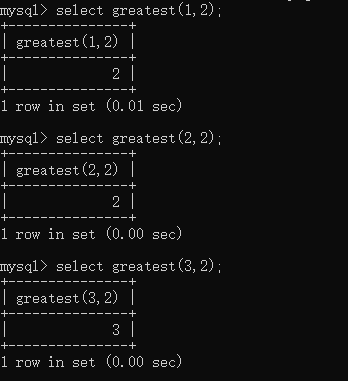 mysql> select greatest(1,2);
+---------------+
| greatest(1,2) |
+---------------+
|             2 |
+---------------+
1 row in set (0.01 sec)
mysql> select greatest(2,2);
+---------------+
| greatest(2,2) |
+---------------+
|             2 |
+---------------+
1 row in set (0.00 sec)
mysql> select greatest(3,2);
+---------------+
| greatest(3,2) |
+---------------+
|             3 |
+---------------+
1 row in set (0.00 sec)